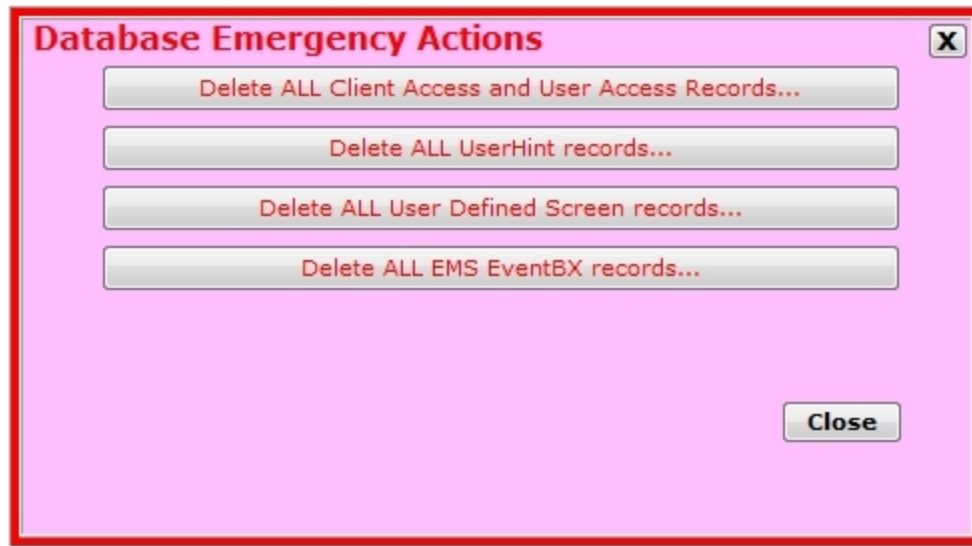 Database Emergency Actions
X
Delete ALL Client Access and User Access Records...
Delete ALL UserHint records...
Delete ALL User Defined Screen records...
Delete ALL EMS EventBX records...
Close